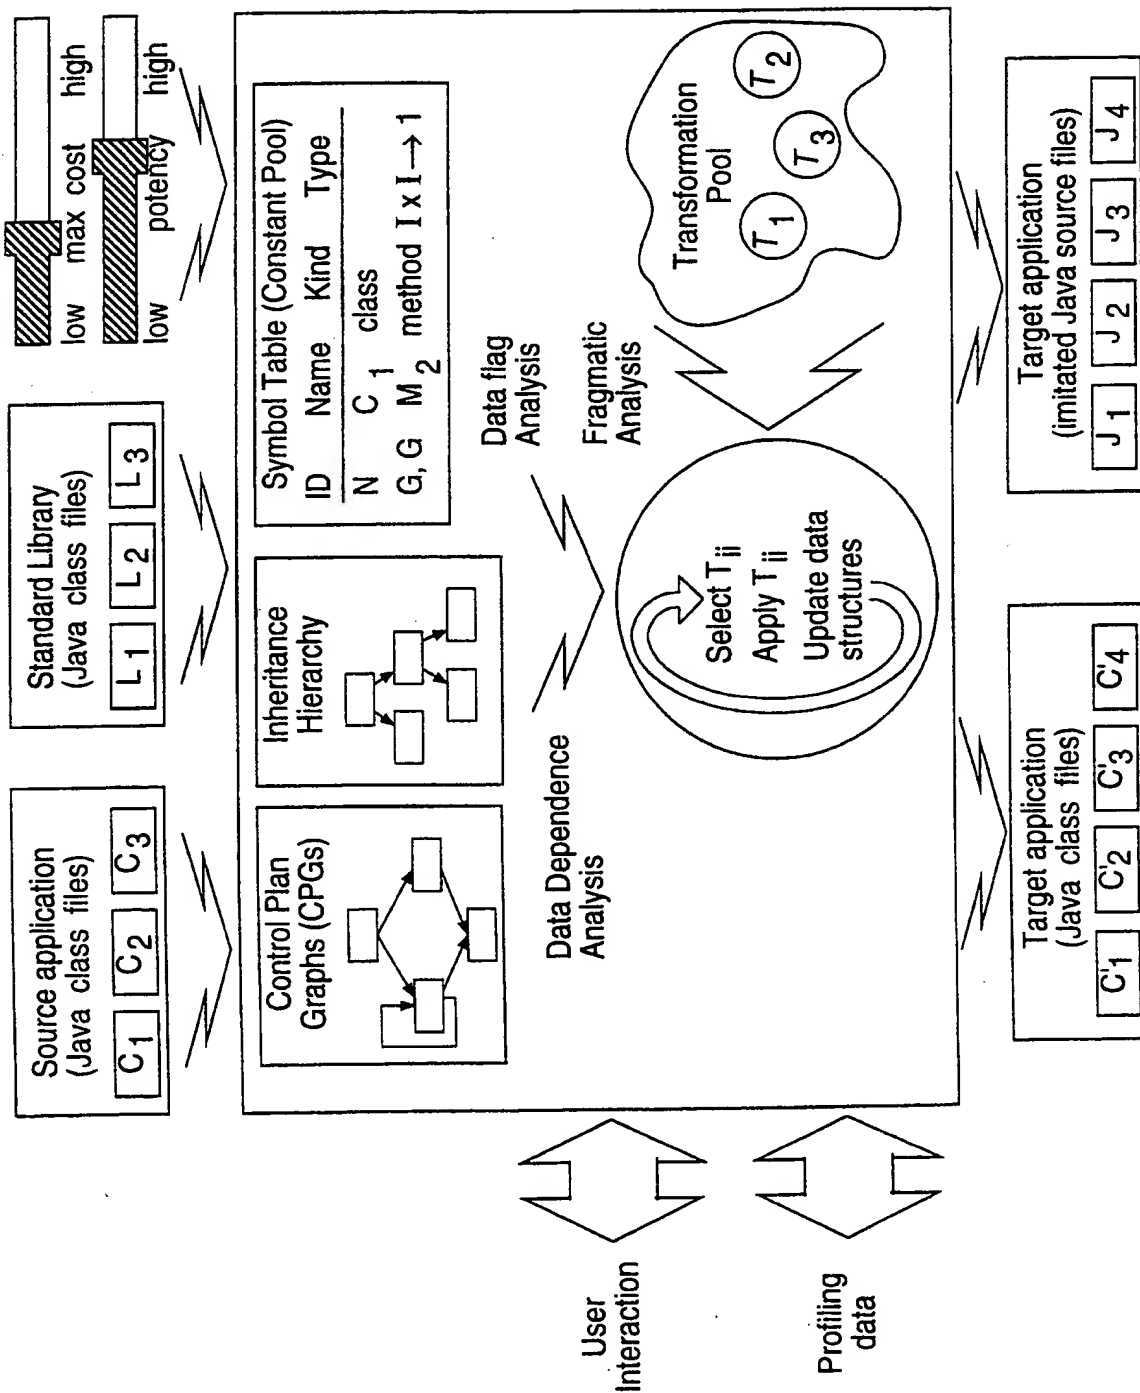 Source application
(Java class files)
C1 C2 C3
Standard Library
(Java class files)
L1 L2 L3
low max cost high
low potency high
Control Plan
Graphs (CPGs)
Inheritance
Hierarchy
Symbol Table (Constant Pool)
ID Name Kind Type
N C1 class
G, G M2 method I x I → 1
Data Dependence
Analysis
Data flag
Analysis
Fragmatic
Analysis
User
Interaction
Profiling
data
Select Tii
Apply Tii
Update data
structures
Transformation
Pool
T1
T3
T2
Target application
(Java class files)
C'1 C'2 C'3 C'4
Target application
(imitated Java source files)
J1 J2 J3 J4